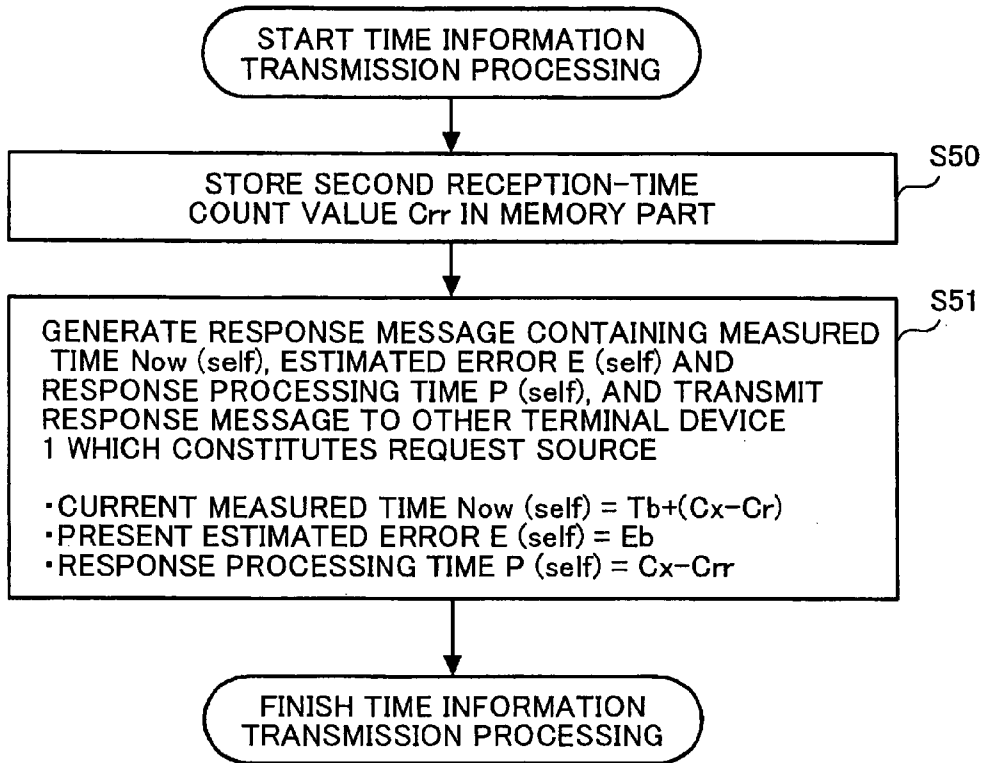 START TIME INFORMATION
TRANSMISSION PROCESSING
S50
STORE SECOND RECEPTION-TIME
COUNT VALUE Crr IN MEMORY PART
S51
GENERATE RESPONSE MESSAGE CONTAINING MEASURED
TIME Now (self), ESTIMATED ERROR E (self) AND
RESPONSE PROCESSING TIME P (self), AND TRANSMIT
RESPONSE MESSAGE TO OTHER TERMINAL DEVICE
1 WHICH CONSTITUTES REQUEST SOURCE
・CURRENT MEASURED TIME Now (self) = Tb+(Cx-Cr)
・PRESENT ESTIMATED ERROR E (self) = Eb
・RESPONSE PROCESSING TIME P (self) = Cx-Crr
FINISH TIME INFORMATION
TRANSMISSION PROCESSING